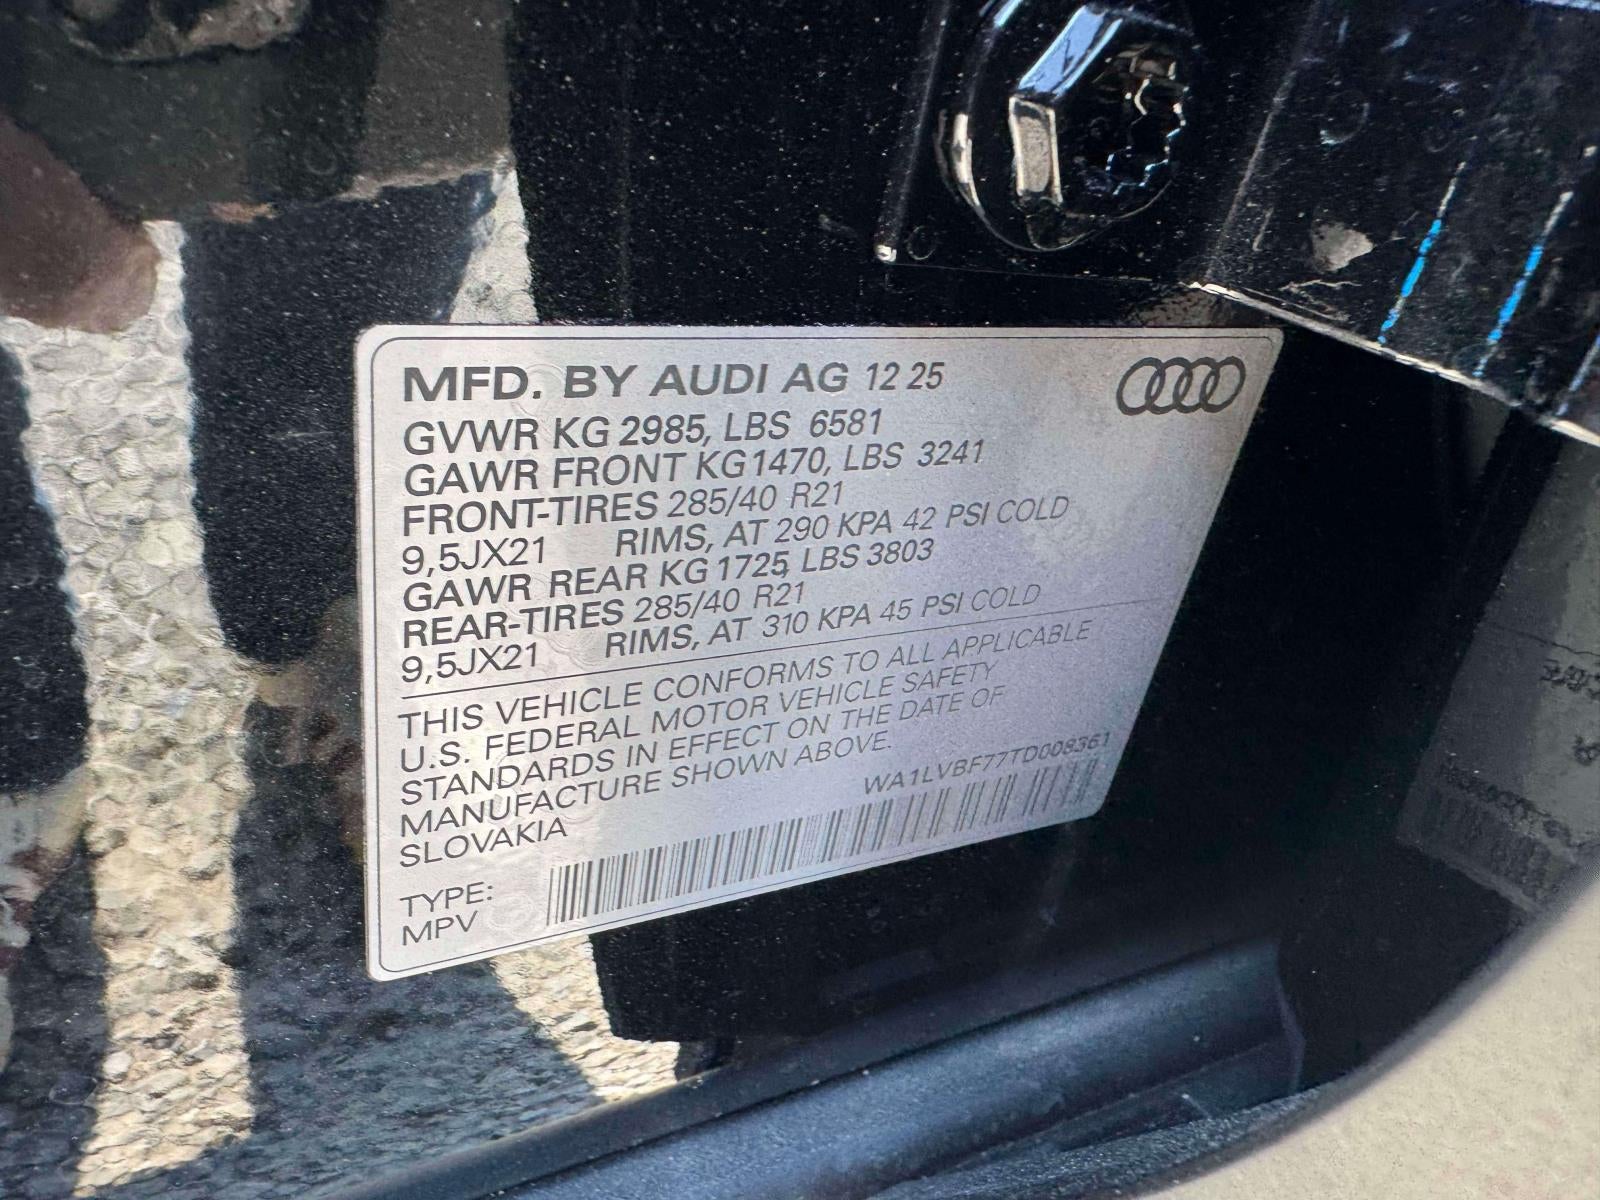 MFD. BY AUDI AG 12 25
GVWR KG 2985, LBS 6581
GAWR FRONT KG 1470, LBS 3241
FRONT-TIRES 285/40 R21
9,5JX21 RIMS, AT 290 KPA 42 PSI COLD
GAWR REAR KG 1725, LBS 3803
REAR-TIRES 285/40 R21
9,5JX21 RIMS, AT 310 KPA 45 PSI COLD
THIS VEHICLE CONFORMS TO ALL APPLICABLE
U.S. FEDERAL MOTOR VEHICLE SAFETY
STANDARDS IN EFFECT ON THE DATE OF
MANUFACTURE SHOWN ABOVE.
SLOVAKIA
WA1LVBF77TD008361
TYPE:
MPV